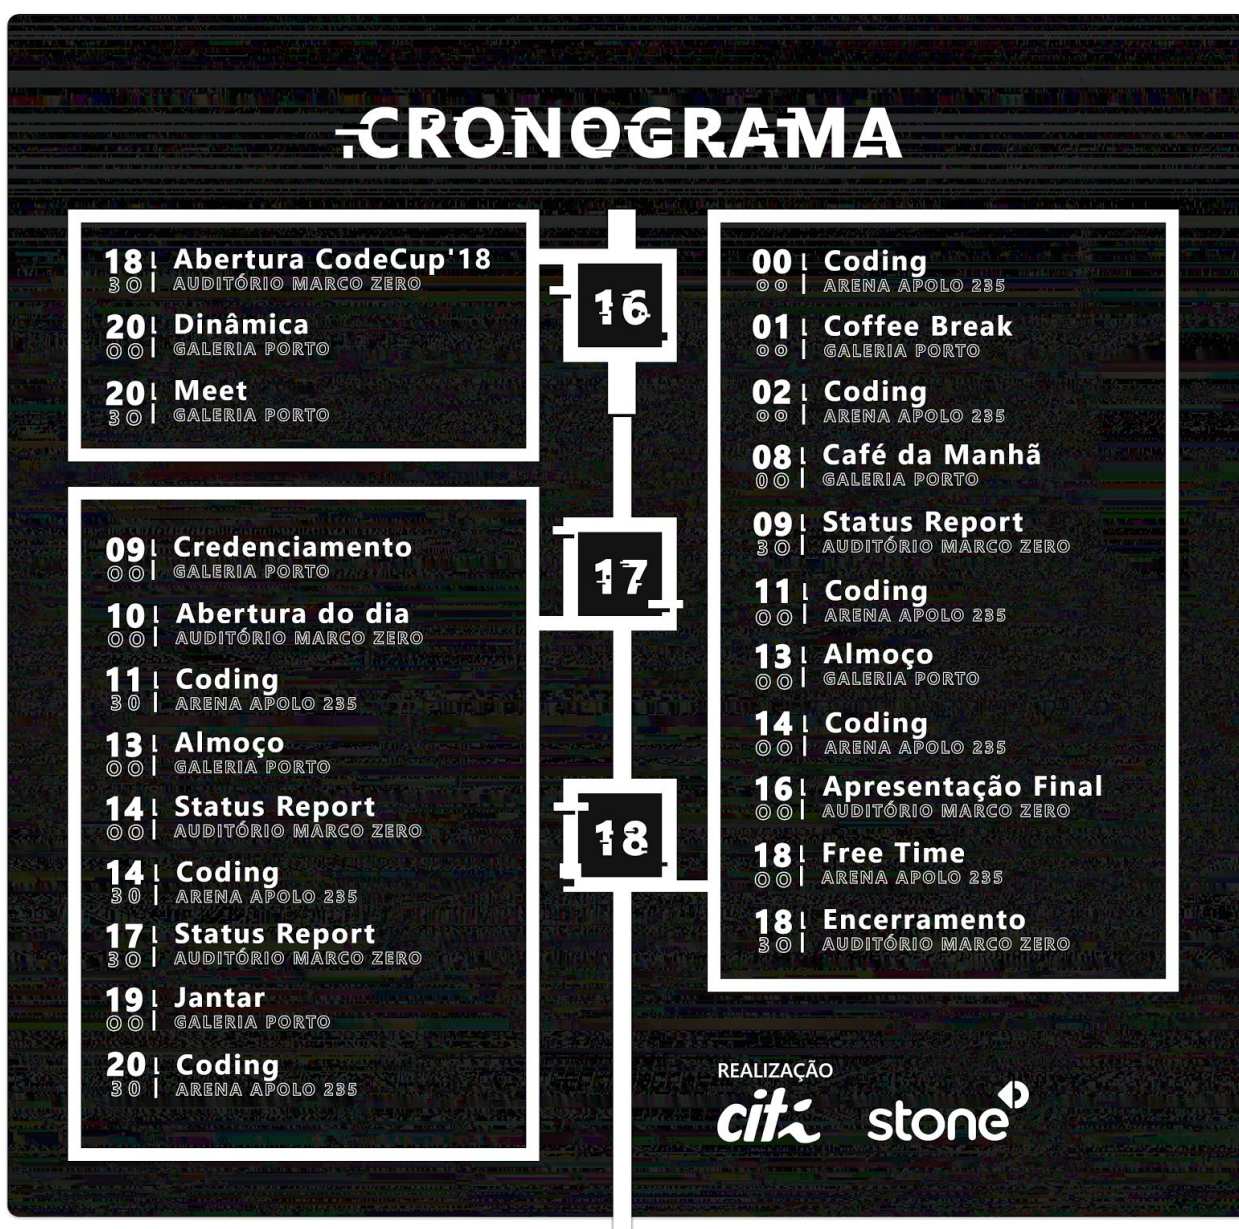 CRONOGRAMA
16
18 Abertura CodeCup'18
30 AUDITÓRIO MARCO ZERO
20 Dinâmica
00 GALERIA PORTO
20 Meet
30 GALERIA PORTO
17
09 Credenciamento
00 GALERIA PORTO
10 Abertura do dia
00 AUDITÓRIO MARCO ZERO
11 Coding
30 ARENA APOLO 235
13 Almoço
00 GALERIA PORTO
14 Status Report
00 AUDITÓRIO MARCO ZERO
14 Coding
30 ARENA APOLO 235
17 Status Report
30 AUDITÓRIO MARCO ZERO
19 Jantar
00 GALERIA PORTO
20 Coding
30 ARENA APOLO 235
18
00 Coding
00 ARENA APOLO 235
01 Coffee Break
00 GALERIA PORTO
02 Coding
00 ARENA APOLO 235
08 Café da Manhã
00 GALERIA PORTO
09 Status Report
30 AUDITÓRIO MARCO ZERO
11 Coding
00 ARENA APOLO 235
13 Almoço
00 GALERIA PORTO
14 Coding
00 ARENA APOLO 235
16 Apresentação Final
00 AUDITÓRIO MARCO ZERO
18 Free Time
00 ARENA APOLO 235
18 Encerramento
30 AUDITÓRIO MARCO ZERO
REALIZAÇÃO
citi stone